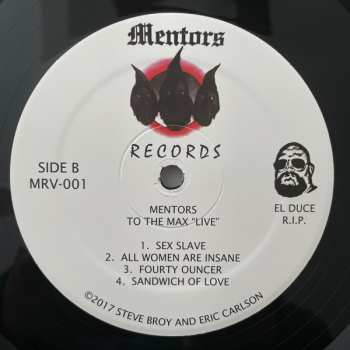 Mentors
RECORDS
SIDE B
MRV-001
MENTORS
TO THE MAX "LIVE"
EL DUCE
R.I.P.
1. SEX SLAVE
2. ALL WOMEN ARE INSANE
3. FOURTY OUNCER
4. SANDWICH OF LOVE
©2017 STEVE BROY AND ERIC CARLSON